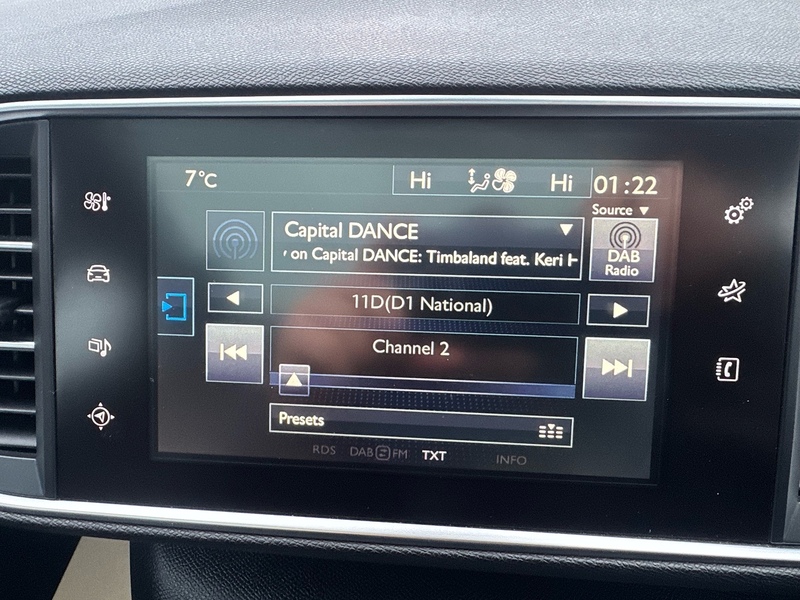 7°C Hi Hi 01:22
Source ▼
Capital DANCE ▼
on Capital DANCE: Timbaland feat. Keri
DAB
Radio
11D(D1 National)
Channel 2
Presets
RDS DAB FM TXT INFO